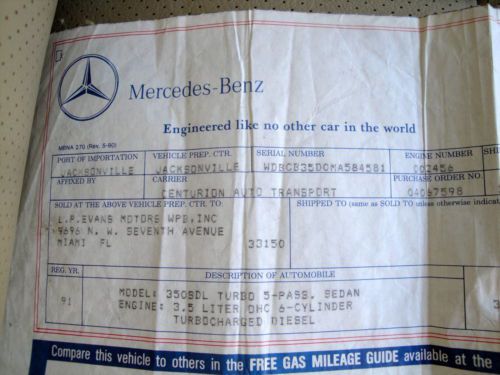 Mercedes-Benz
Engineered like no other car in the world
MBNA 270 (Rev. 5-90)
PORT OF IMPORTATION VEHICLE PREP. CTR. SERIAL NUMBER ENGINE NUMBER
JACKSONVILLE JACKSONVILLE WDBCB35D0MA584581 002456
AFFIXED BY CARRIER PURCHASE ORDER NO.
CENTURION AUTO TRANSPORT Q4067598
SOLD AT THE ABOVE VEHICLE PREP. CTR. TO: SHIPPED TO (same as SOLD TO unless otherwise
L.P.EVANS MOTORS WPB,INC
9696 N. W. SEVENTH AVENUE
MIAMI FL 33150
REG. YR. DESCRIPTION OF AUTOMOBILE
91 MODEL: 350SDL TURBO 5-PASS. SEDAN
ENGINE: 3.5 LITER OHC 6-CYLINDER
TURBOCHARGED DIESEL
Compare this vehicle to others in the FREE GAS MILEAGE GUIDE available at